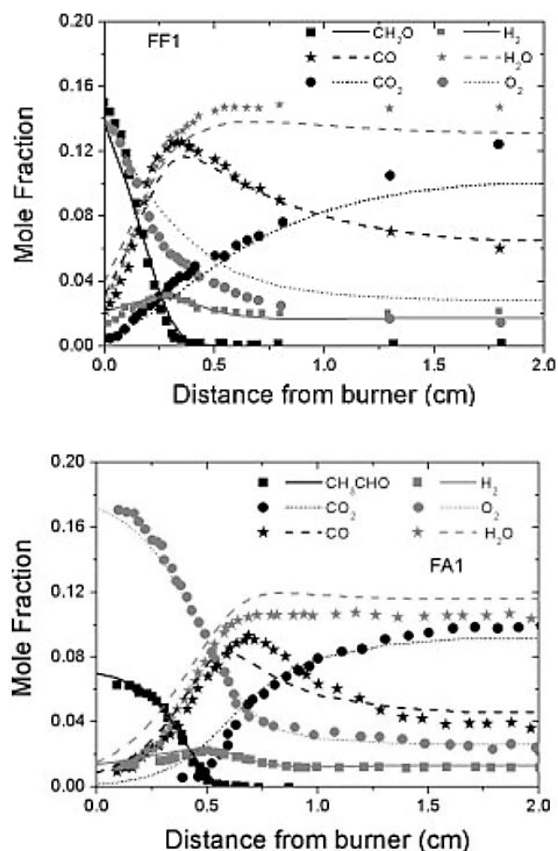 FF1
CH₂O
H₂
CO
H₂O
CO₂
O₂
0.20
0.16
0.12
0.08
0.04
0.00
Mole Fraction
0.0 0.5 1.0 1.5 2.0
Distance from burner (cm)
CH₃CHO
H₂
CO₂
O₂
CO
H₂O
FA1
0.20
0.16
0.12
0.08
0.04
0.00
Mole Fraction
0.0 0.5 1.0 1.5 2.0
Distance from burner (cm)